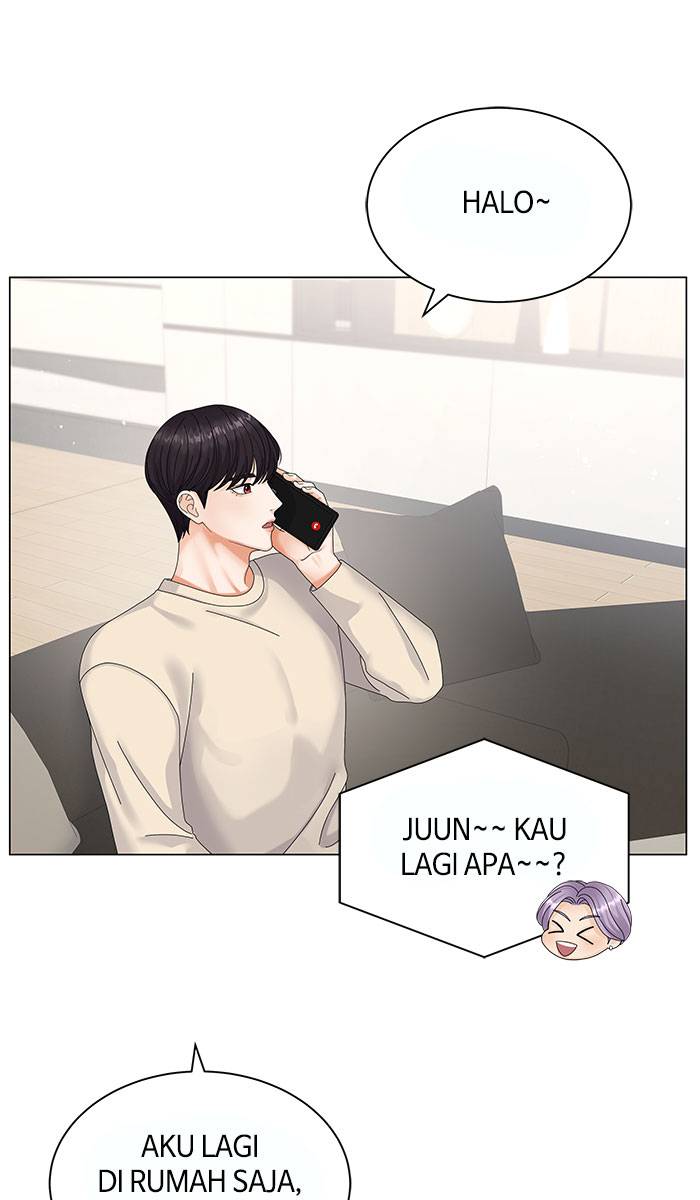 HALO~
JUUN~~ KAU
LAGI APA~~?
AKU LAGI
DI RUMAH SAJA,